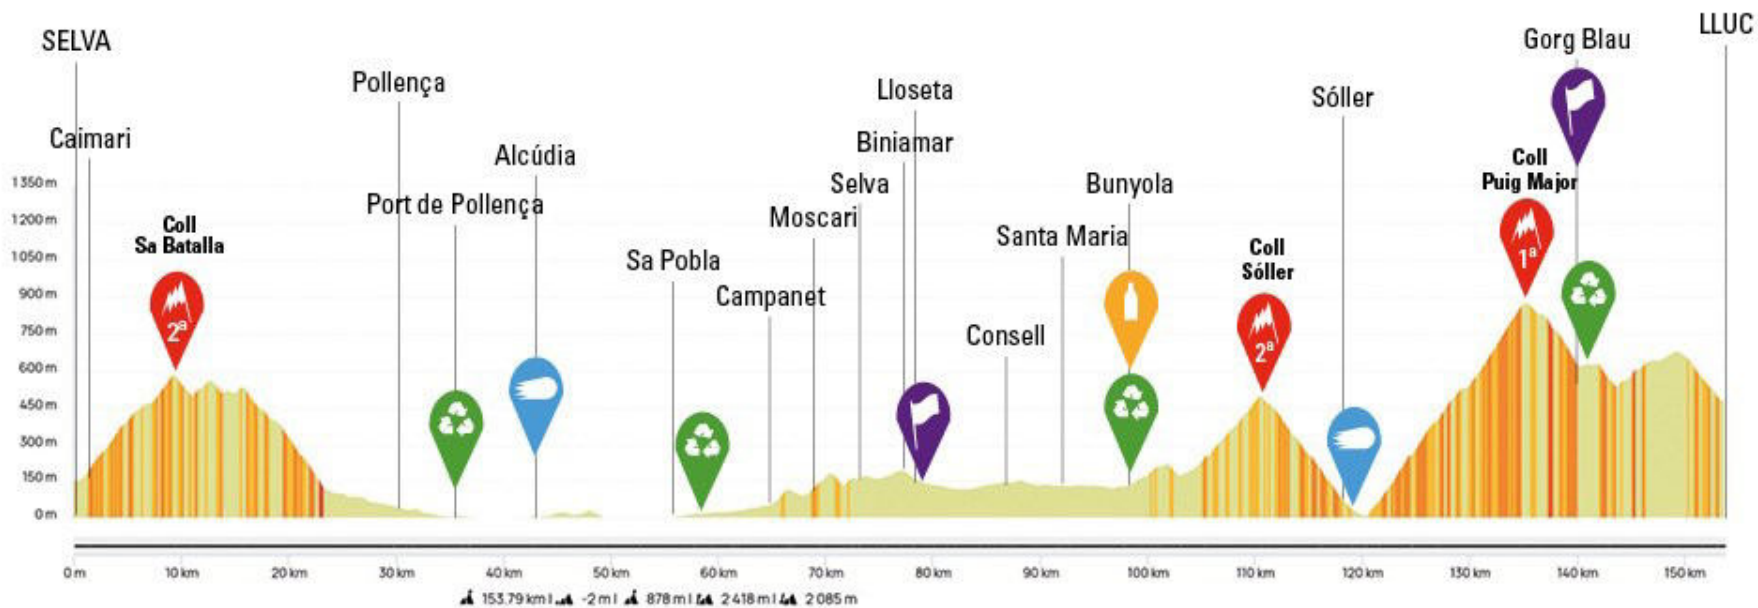 SELVA
Caimari
Coll
Sa Batalla
2ª
Pollença
Port de Pollença
Alcúdia
Sa Pobla
Campanet
Moscari
Selva
Biniamar
Lloseta
Consell
Santa Maria
Bunyola
Coll
Sóller
2ª
Sóller
Coll
Puig Major
1ª
Gorg Blau
LLUC
1350 m
1200 m
1050 m
900 m
750 m
600 m
450 m
300 m
150 m
0 m
0 m 10 km 20 km 30 km 40 km 50 km 60 km 70 km 80 km 90 km 100 km 110 km 120 km 130 km 140 km 150 km
153.79 km | -2 m | 878 m | 2 418 m | 2 085 m